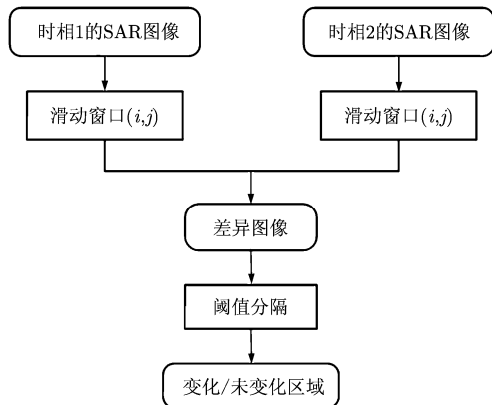 时相1的SAR图像
时相2的SAR图像
滑动窗口(i,j)
滑动窗口(i,j)
差异图像
阈值分隔
变化/未变化区域